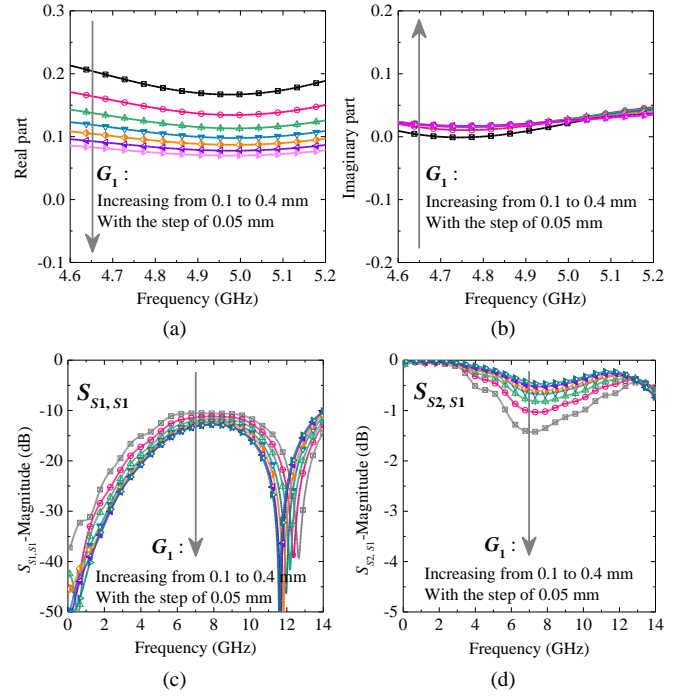 0.3
0.2
0.1
0.0
-0.1
Real part
G1 :
Increasing from 0.1 to 0.4 mm
With the step of 0.05 mm
4.6 4.7 4.8 4.9 5.0 5.1 5.2
Frequency (GHz)
(a)
0.2
0.1
0.0
-0.1
-0.2
Imaginary part
G1 :
Increasing from 0.1 to 0.4 mm
With the step of 0.05 mm
4.6 4.7 4.8 4.9 5.0 5.1 5.2
Frequency (GHz)
(b)
0
-10
-20
-30
-40
-50
SS1,S1-Magnitude (dB)
SS1, S1
G1 :
Increasing from 0.1 to 0.4 mm
With the step of 0.05 mm
0 2 4 6 8 10 12 14
Frequency (GHz)
(c)
0
-1
-2
-3
-4
-5
SS2, S1-Magnitude (dB)
SS2, S1
G1 :
Increasing from 0.1 to 0.4 mm
With the step of 0.05 mm
0 2 4 6 8 10 12 14
Frequency (GHz)
(d)